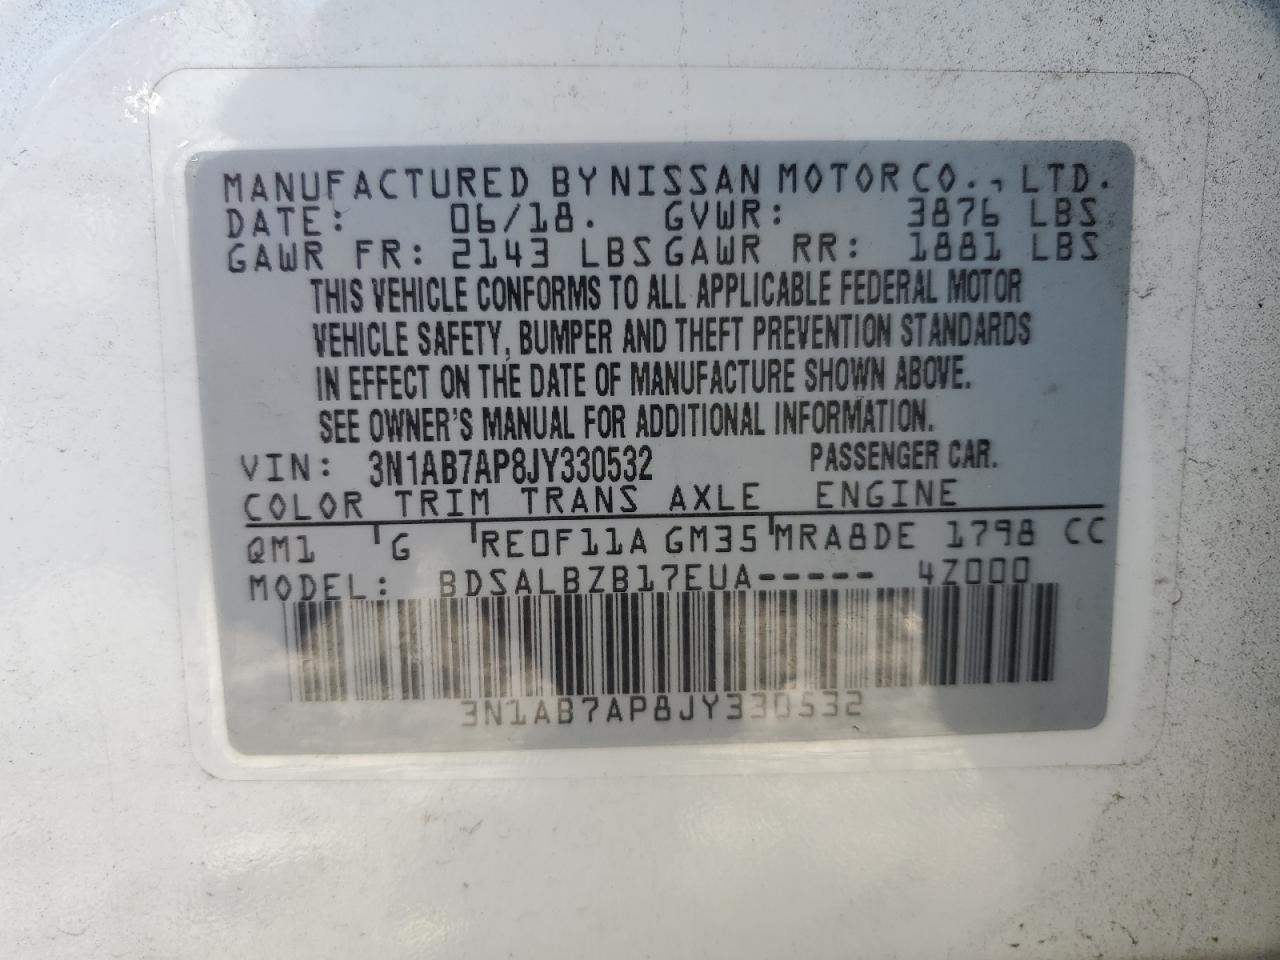 MANUFACTURED BY NISSAN MOTOR CO., LTD.
DATE: 06/18. GVWR: 3876 LBS
GAWR FR: 2143 LBS GAWR RR: 1881 LBS
THIS VEHICLE CONFORMS TO ALL APPLICABLE FEDERAL MOTOR
VEHICLE SAFETY, BUMPER AND THEFT PREVENTION STANDARDS
IN EFFECT ON THE DATE OF MANUFACTURE SHOWN ABOVE.
SEE OWNER'S MANUAL FOR ADDITIONAL INFORMATION.
VIN: 3N1AB7AP8JY330532 PASSENGER CAR.
COLOR TRIM TRANS AXLE ENGINE
QM1 G RE0F11A GM35 MRA8DE 1798 CC
MODEL: BDSALBZB17EUA----- 4Z000
3N1AB7AP8JY330532